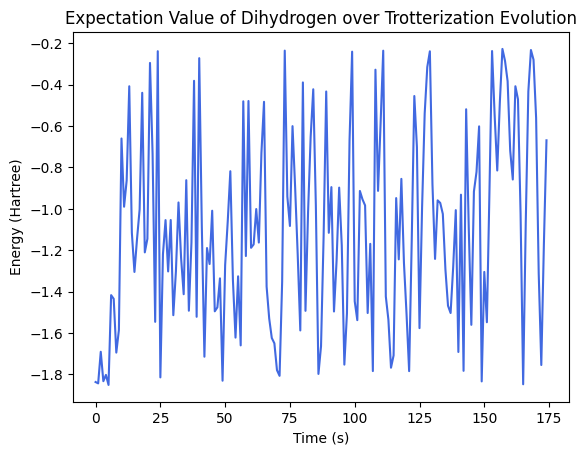 Expectation Value of Dihydrogen over Trotterization Evolution
Energy (Hartree)
−0.2
−0.4
−0.6
−0.8
−1.0
−1.2
−1.4
−1.6
−1.8
0 25 50 75 100 125 150 175
Time (s)